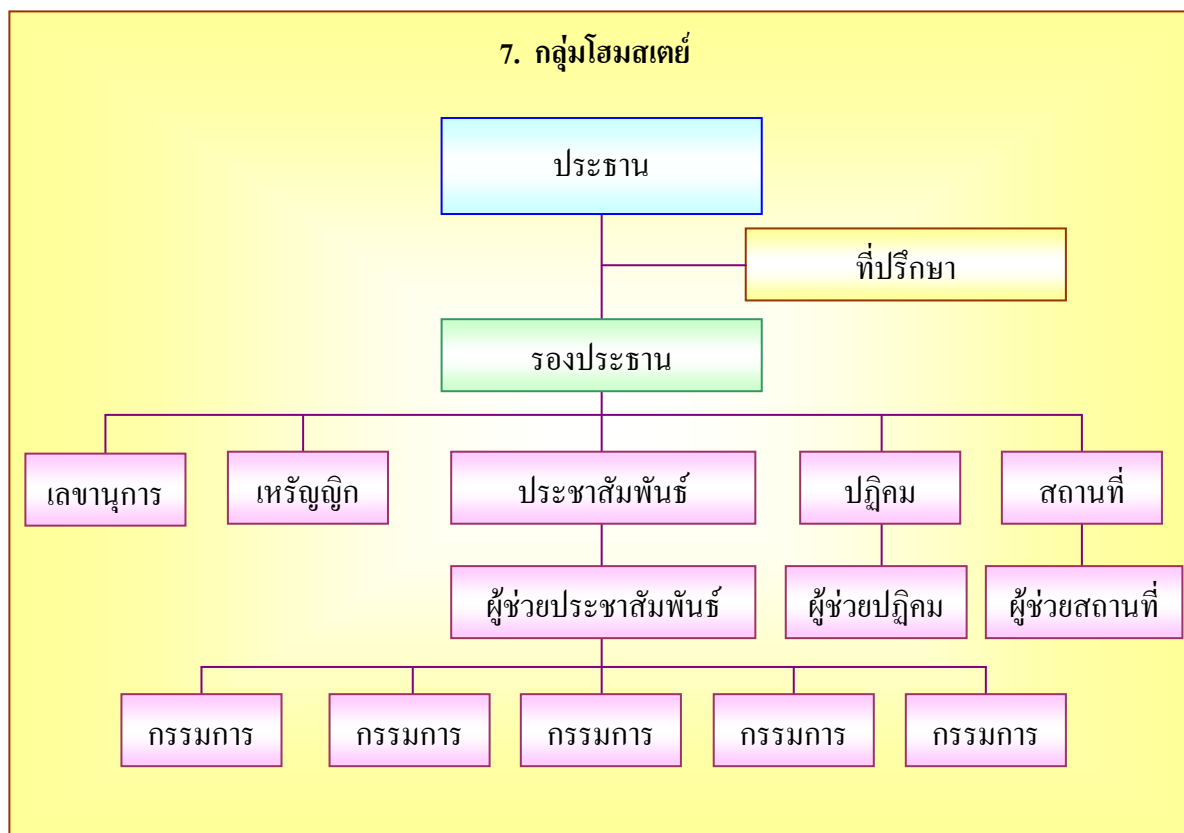 7. กลุ่มโฮมสเตย์
ประธาน
ที่ปรึกษา
รองประธาน
เลขานุการ
เหรัญญิก
ประชาสัมพันธ์
ปฏิคม
สถานที่
ผู้ช่วยประชาสัมพันธ์
ผู้ช่วยปฏิคม
ผู้ช่วยสถานที่
กรรมการ
กรรมการ
กรรมการ
กรรมการ
กรรมการ